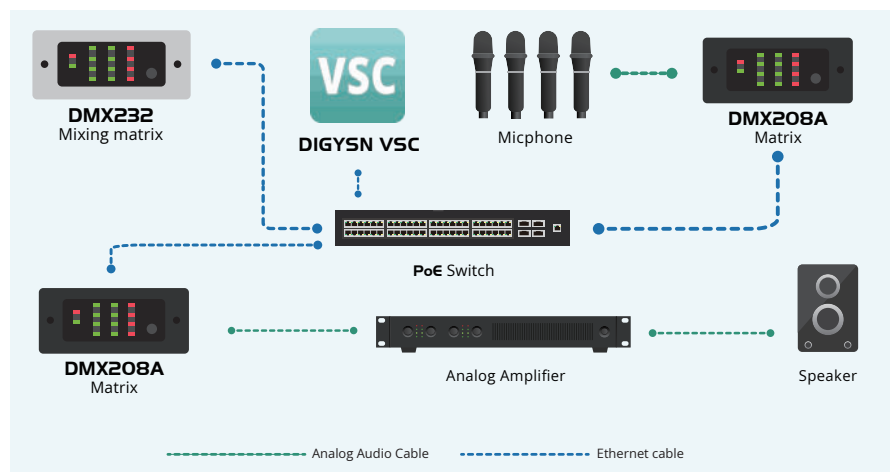 DMX232
Mixing matrix
VSC
DIGYSN VSC
Micphone
DMX208A
Matrix
PoE Switch
DMX208A
Matrix
Analog Amplifier
Speaker
Analog Audio Cable
Ethernet cable